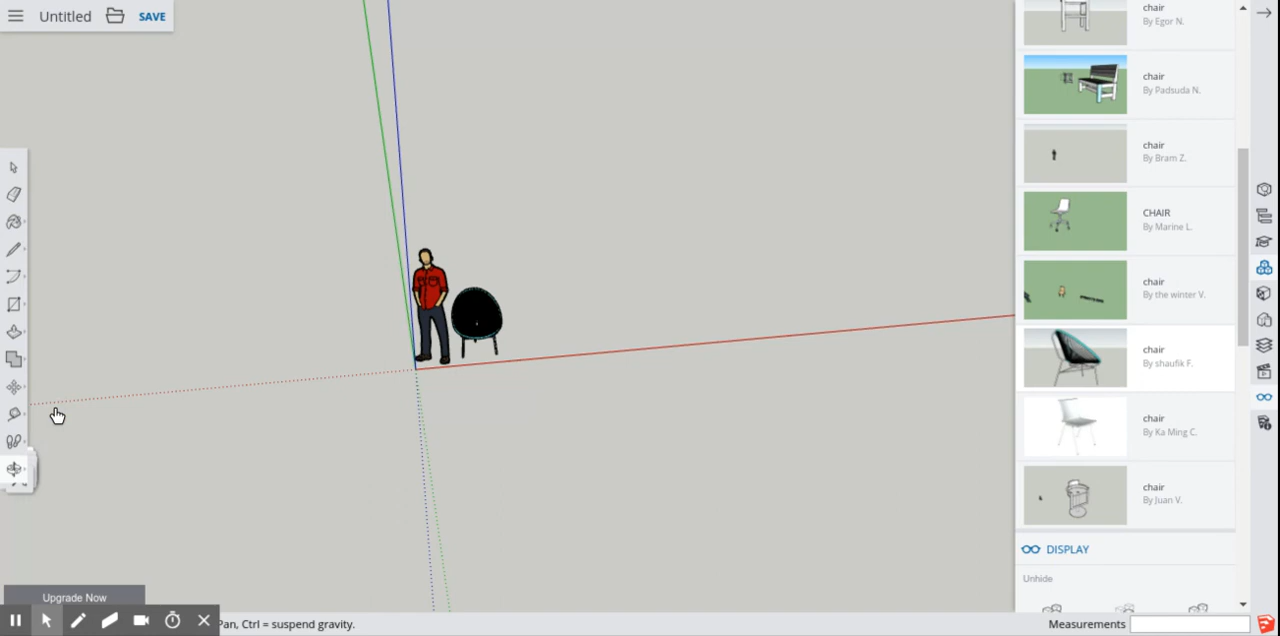 Untitled SAVE
chair
By Egor N.
chair
By Padsuda N.
chair
By Bram Z.
CHAIR
By Marine L.
chair
By the winter V.
chair
By shaufik F.
chair
By Ka Ming C.
chair
By Juan V.
DISPLAY
Unhide
Upgrade Now
Pan, Ctrl = suspend gravity.
Measurements